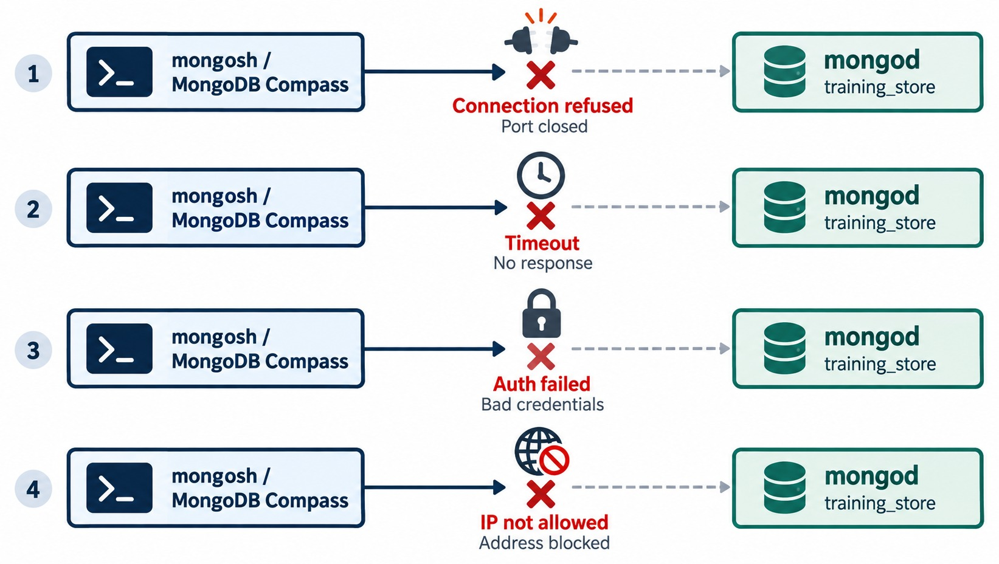 1
mongosh /
MongoDB Compass
Connection refused
Port closed
mongod
training_store
2
mongosh /
MongoDB Compass
Timeout
No response
mongod
training_store
3
mongosh /
MongoDB Compass
Auth failed
Bad credentials
mongod
training_store
4
mongosh /
MongoDB Compass
IP not allowed
Address blocked
mongod
training_store